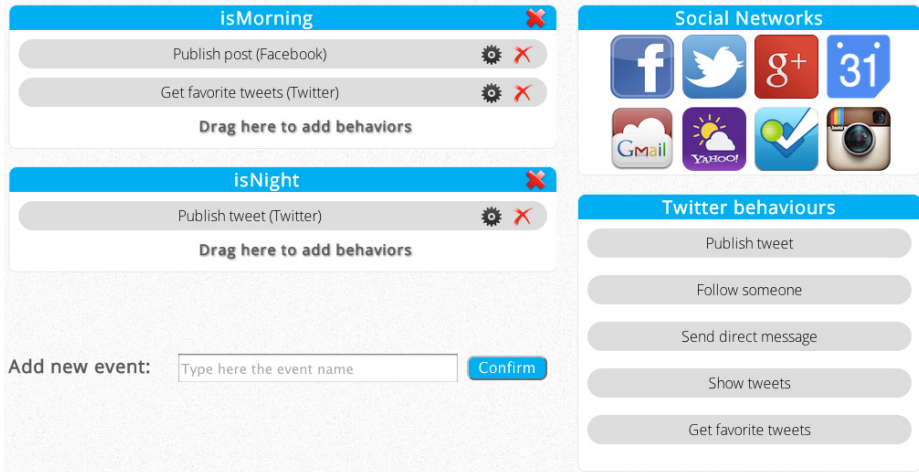 isMorning
Publish post (Facebook)
Get favorite tweets (Twitter)
Drag here to add behaviors
isNight
Publish tweet (Twitter)
Drag here to add behaviors
Add new event:
Type here the event name
Confirm
Social Networks
f
g+
31
GMail
YAHOO!
Twitter behaviours
Publish tweet
Follow someone
Send direct message
Show tweets
Get favorite tweets